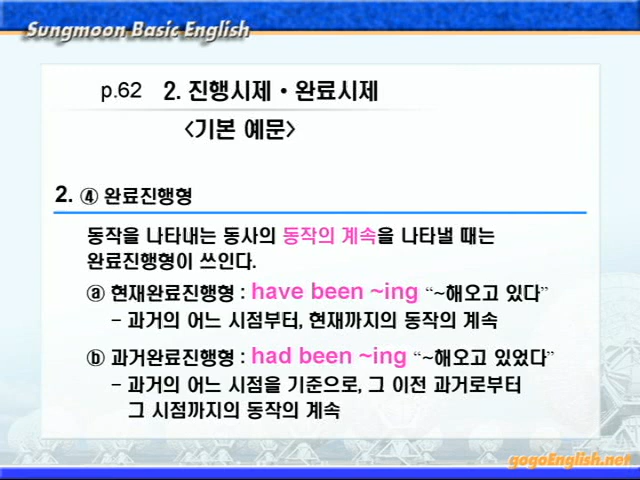 Sungmoon Basic English
p.62 2. 진행시제 · 완료시제
<기본 예문>
2. ④ 완료진행형
동작을 나타내는 동사의 동작의 계속을 나타낼 때는
완료진행형이 쓰인다.
ⓐ 현재완료진행형 : have been ~ing “~해오고 있다”
– 과거의 어느 시점부터, 현재까지의 동작의 계속
ⓑ 과거완료진행형 : had been ~ing “~해오고 있었다”
– 과거의 어느 시점을 기준으로, 그 이전 과거로부터
그 시점까지의 동작의 계속
gogoEnglish.net